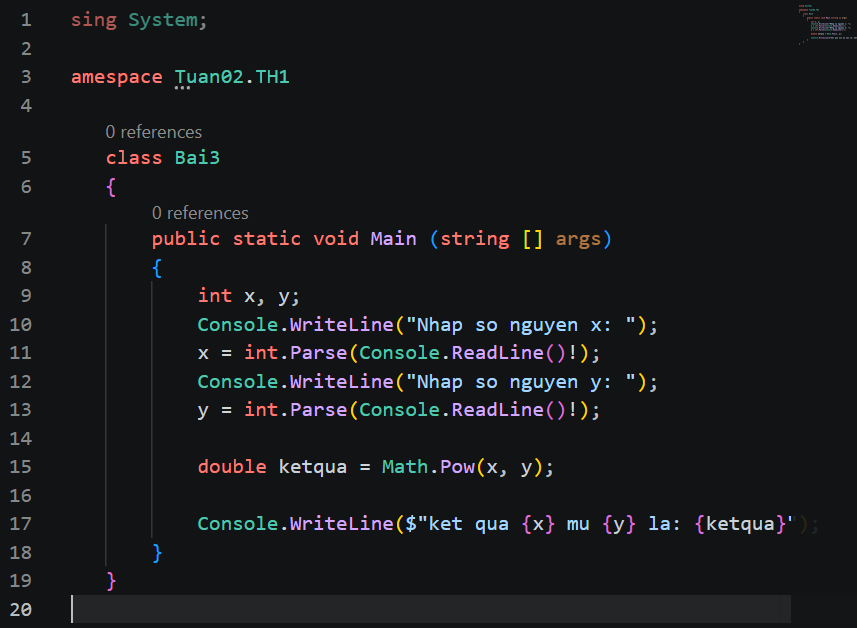 1 sing System;
2
3 amespace Tuan02.TH1
4
0 references
5 class Bai3
6 {
0 references
7 public static void Main (string [] args)
8 {
9 int x, y;
10 Console.WriteLine("Nhap so nguyen x: ");
11 x = int.Parse(Console.ReadLine()!);
12 Console.WriteLine("Nhap so nguyen y: ");
13 y = int.Parse(Console.ReadLine()!);
14
15 double ketqua = Math.Pow(x, y);
16
17 Console.WriteLine($"ket qua {x} mu {y} la: {ketqua}");
18 }
19 }
20